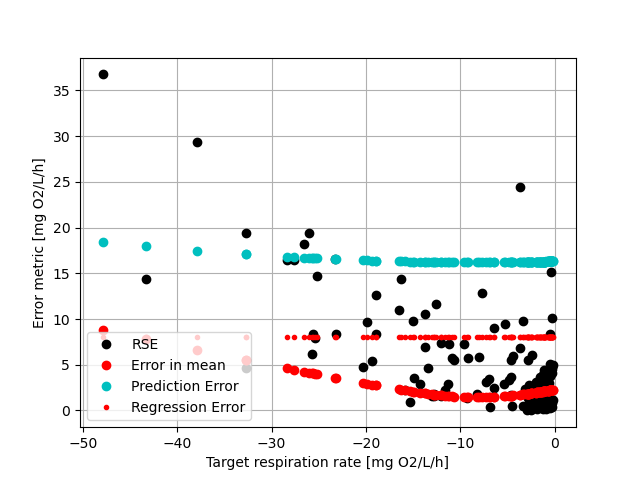 35
30
25
20
15
10
5
0
Error metric [mg O2/L/h]
RSE
Error in mean
Prediction Error
Regression Error
−50
−40
−30
−20
−10
0
Target respiration rate [mg O2/L/h]